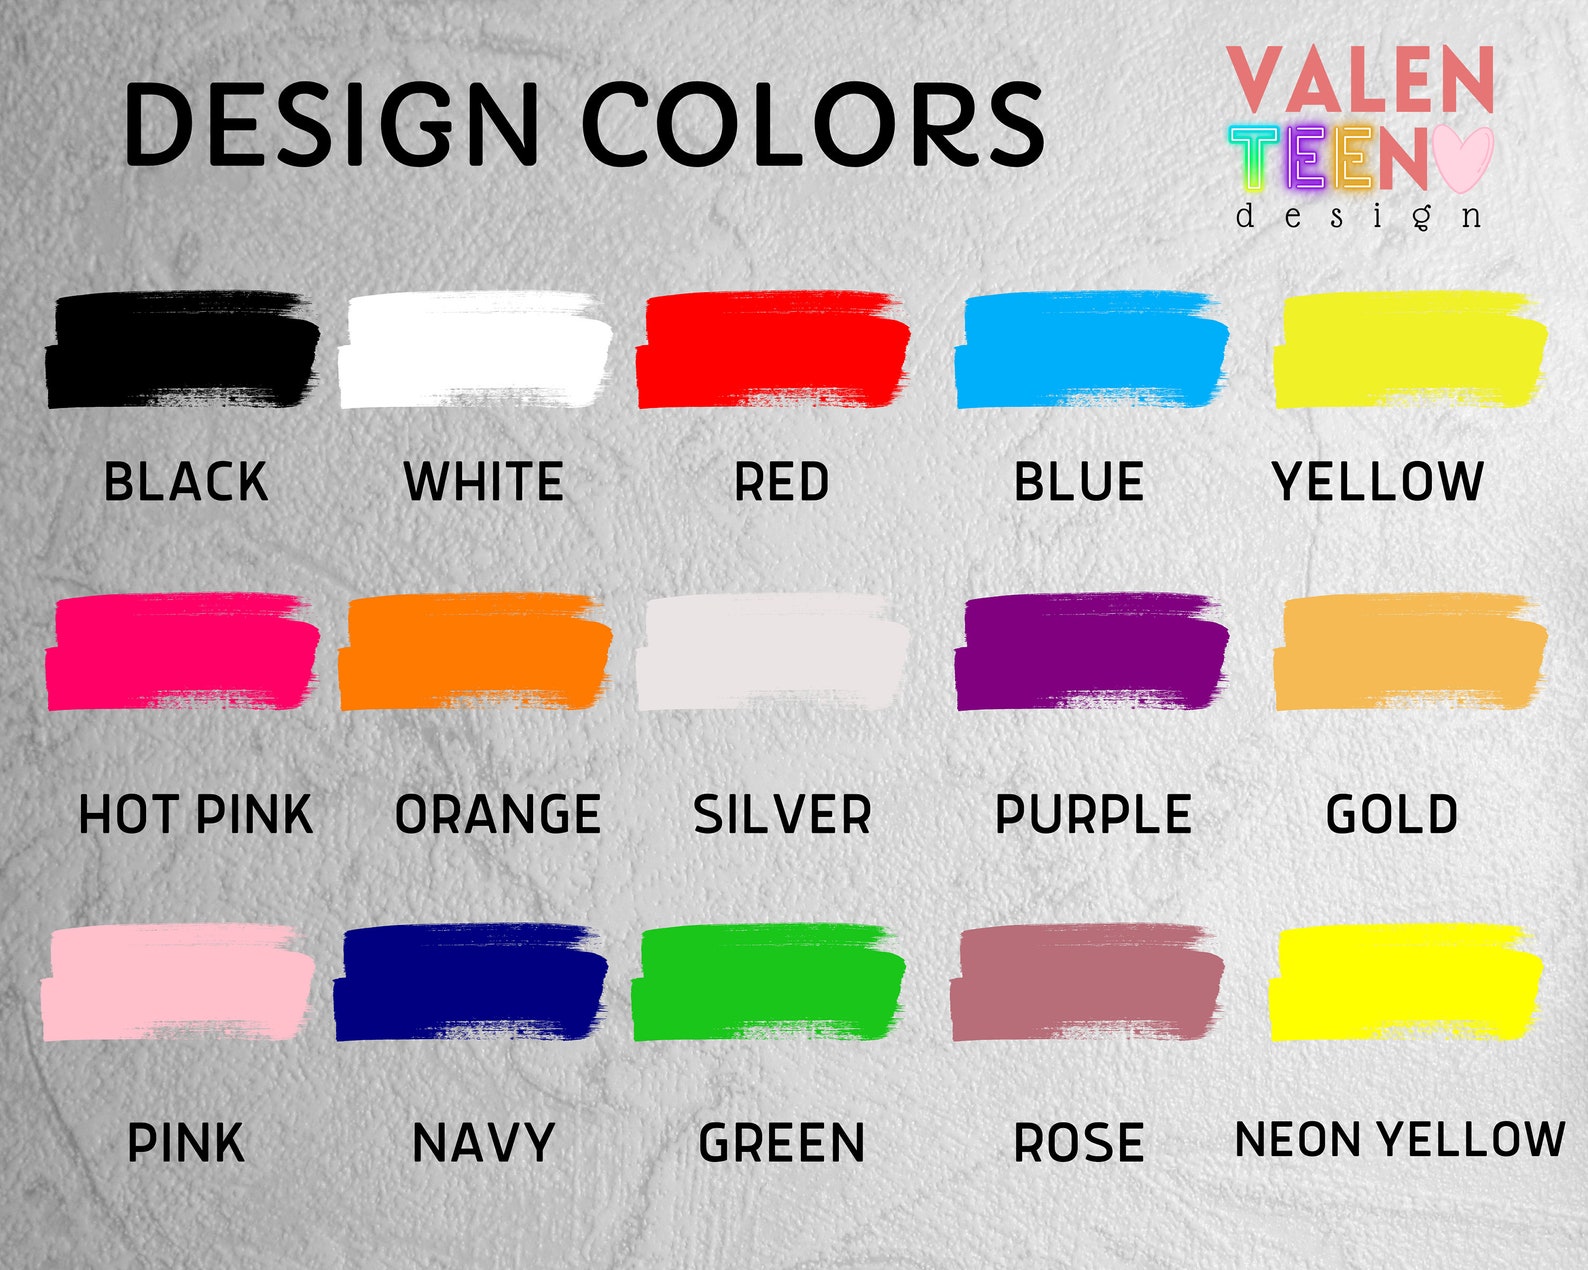 DESIGN COLORS
VALEN
TEEN
design
BLACK WHITE RED BLUE YELLOW
HOT PINK ORANGE SILVER PURPLE GOLD
PINK NAVY GREEN ROSE NEON YELLOW